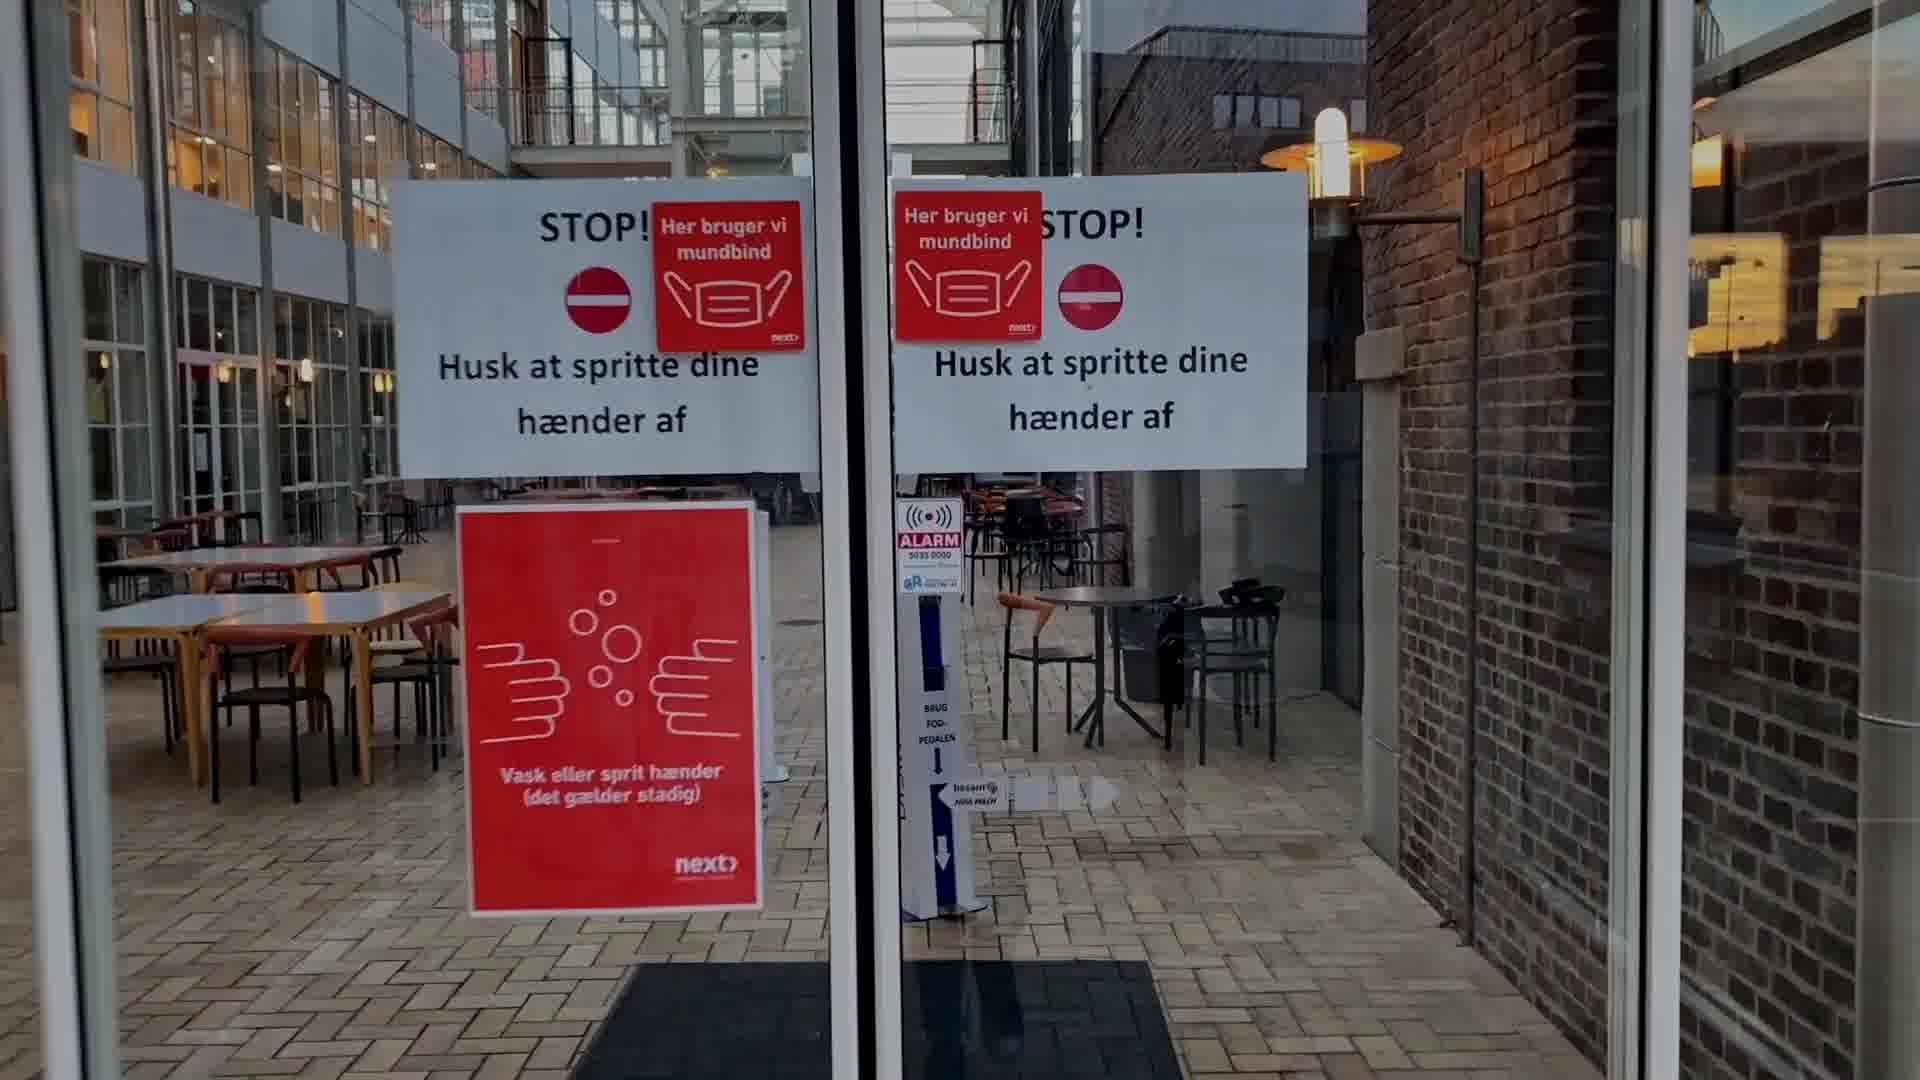 STOP!
Husk at spritte dine
hænder af
Her bruger vi
mundbind
next
Her bruger vi
mundbind
next
STOP!
Husk at spritte dine
hænder af
Vask eller sprit hænder
(det gælder stadig)
next
ALARM
BRUG
FOD-
PEDALEN
besam